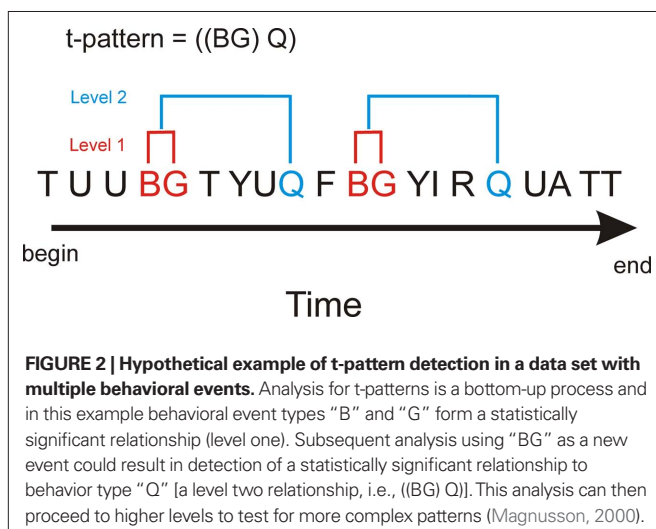 t-pattern = ((BG) Q)
Level 2
Level 1
T U U BG T YUQ F BG YI R Q UA TT
begin
end
Time
FIGURE 2 | Hypothetical example of t-pattern detection in a data set with
multiple behavioral events. Analysis for t-patterns is a bottom-up process and
in this example behavioral event types “B” and “G” form a statistically
significant relationship (level one). Subsequent analysis using “BG” as a new
event could result in detection of a statistically significant relationship to
behavior type “Q” [a level two relationship, i.e., ((BG) Q)]. This analysis can then
proceed to higher levels to test for more complex patterns (Magnusson, 2000).